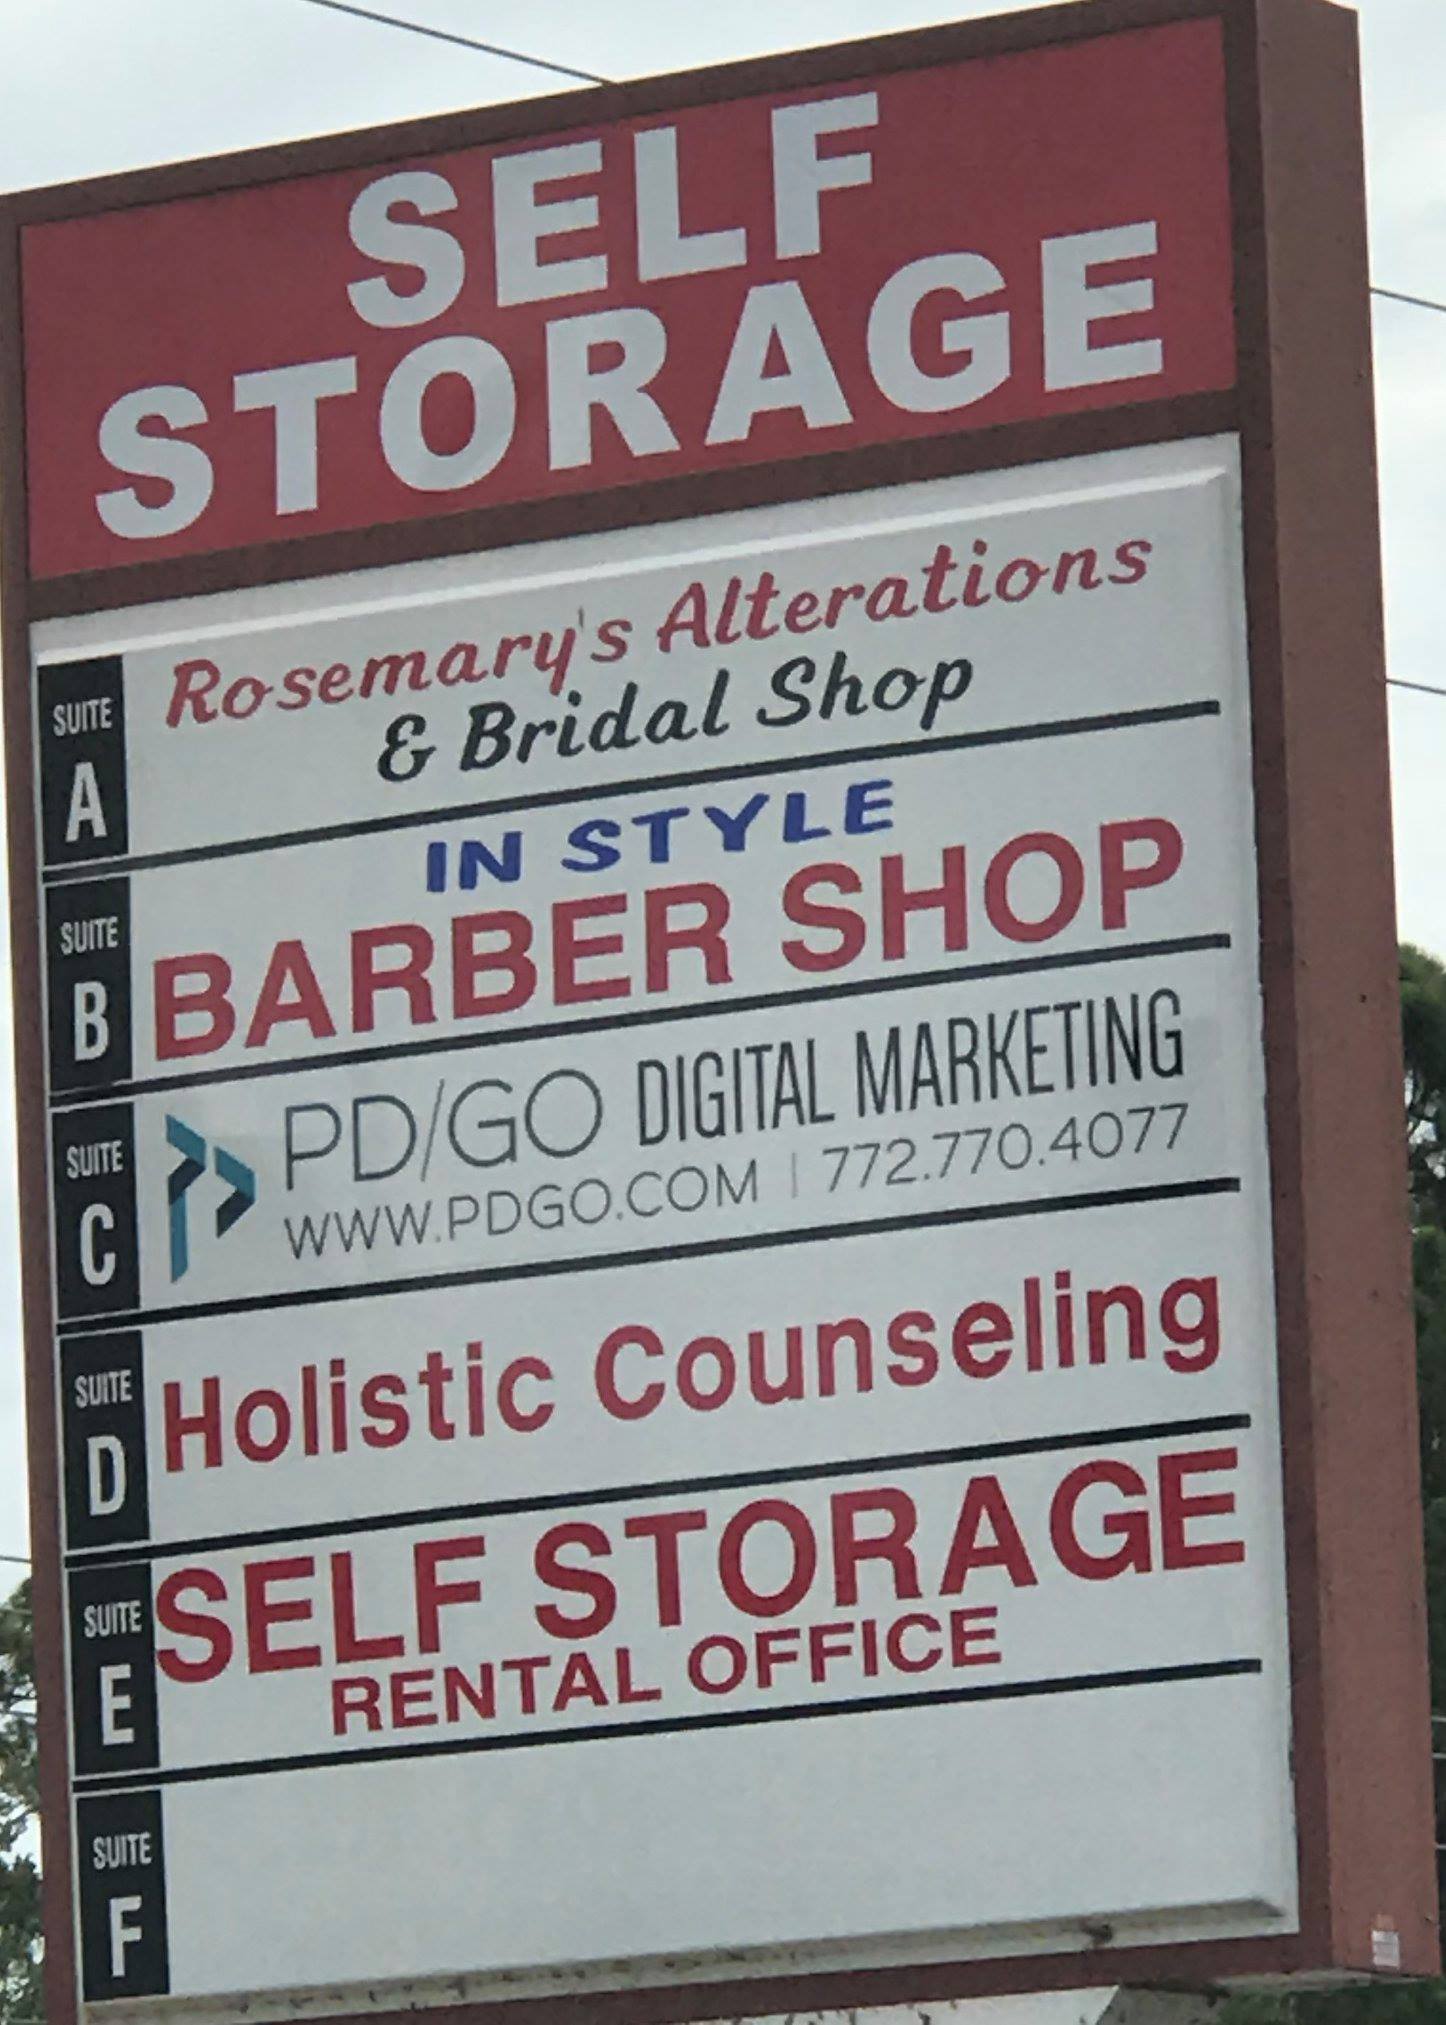 SELF
STORAGE
SUITE
A
Rosemary's Alterations
& Bridal Shop
SUITE
B
IN STYLE
BARBER SHOP
SUITE
C
PD/GO DIGITAL MARKETING
WWW.PDGO.COM | 772.770.4077
SUITE
D
Holistic Counseling
SUITE
E
SELF STORAGE
RENTAL OFFICE
SUITE
F